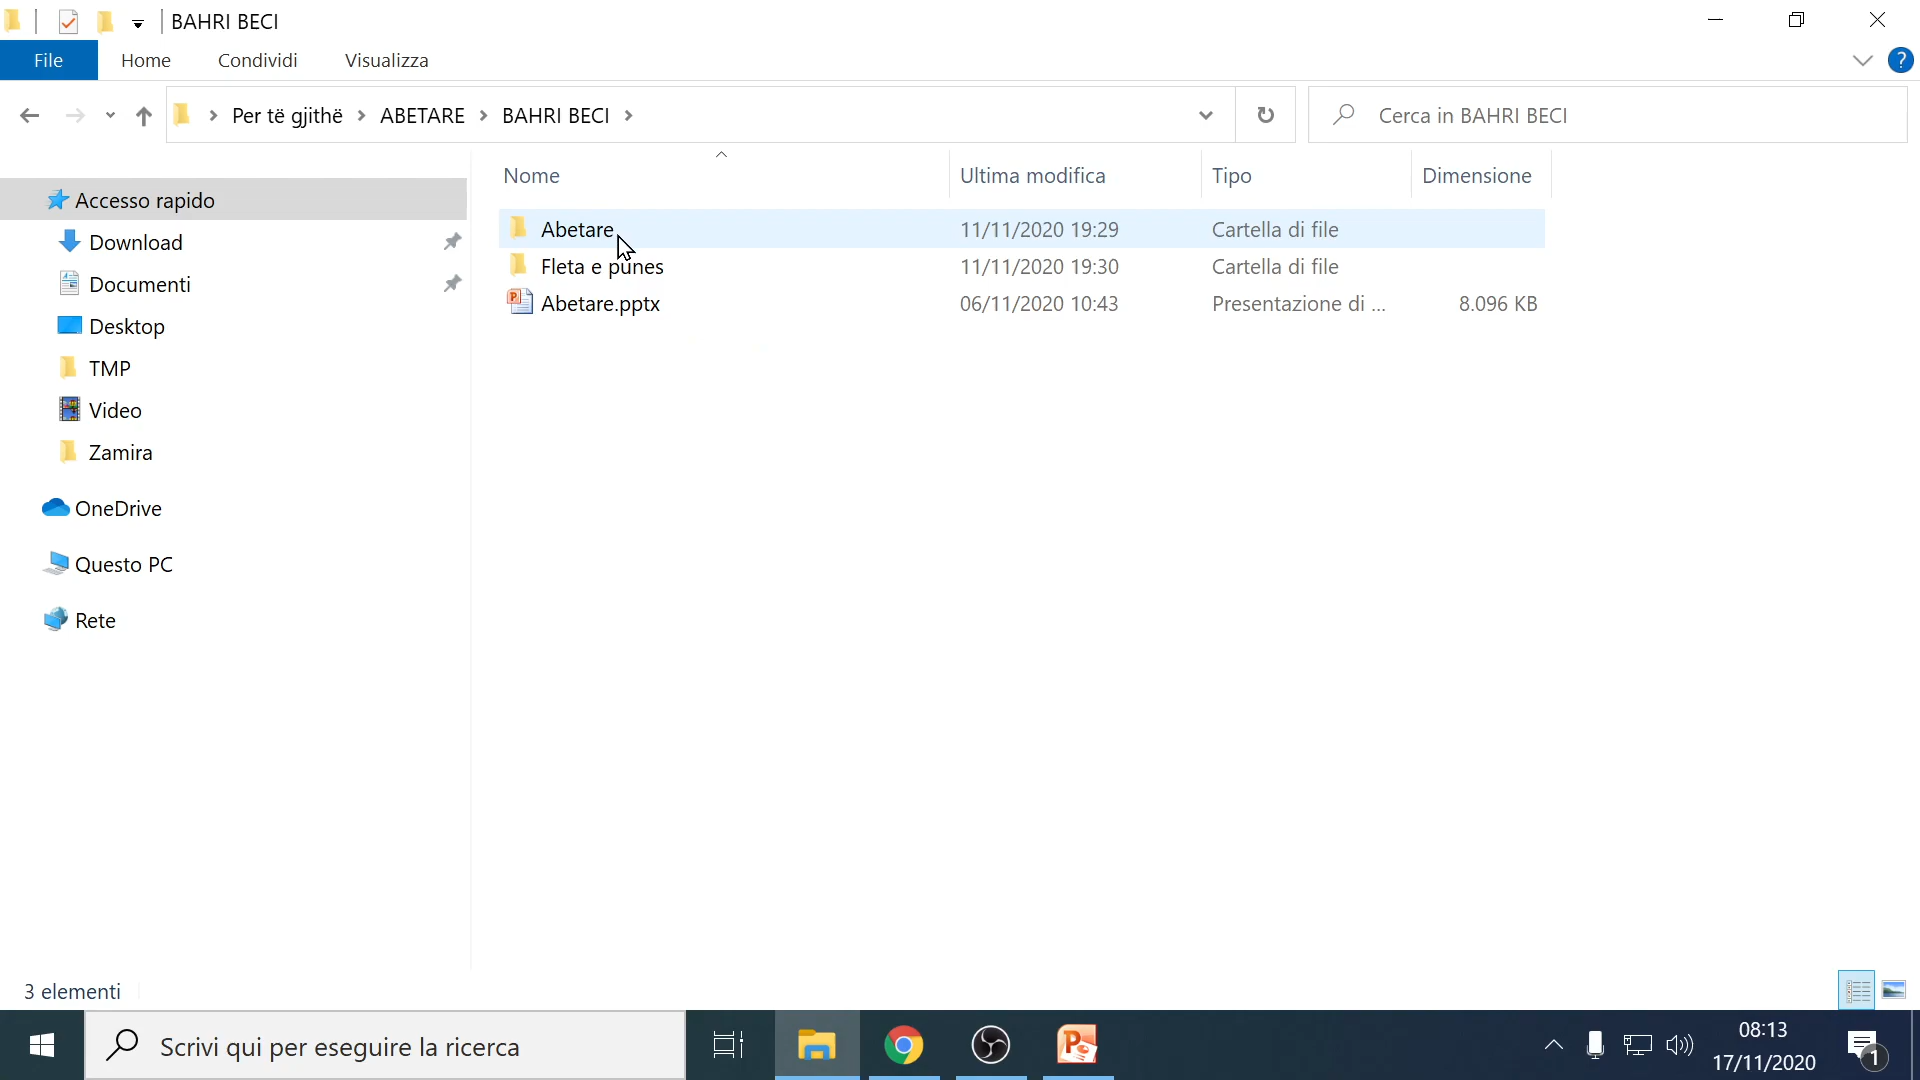 BAHRI BECI
File Home Condividi Visualizza ?
Per të gjithë ABETARE BAHRI BECI Cerca in BAHRI BECI
Nome Ultima modifica Tipo Dimensione
Accesso rapido
Download
Documenti
Desktop
TMP
Video
Zamira
OneDrive
Questo PC
Rete
Abetare 11/11/2020 19:29 Cartella di file
Fleta e punes 11/11/2020 19:30 Cartella di file
Abetare.pptx 06/11/2020 10:43 Presentazione di ... 8.096 KB
3 elementi
Scrivi qui per eseguire la ricerca
08:13
17/11/2020
1